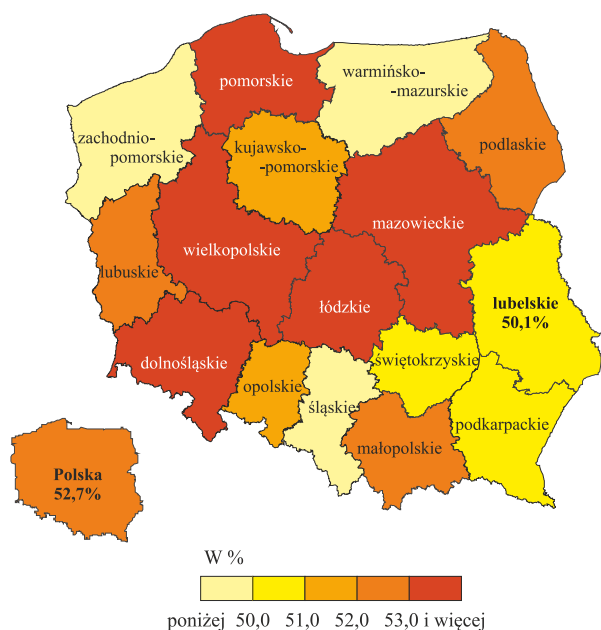 pomorskie
warmińsko-
-mazurskie
zachodnio-
pomorskie
kujawsko-
-pomorskie
podlaskie
mazowieckie
wielkopolskie
lubuskie
łódzkie
lubelskie
50,1%
dolnośląskie
świętokrzyskie
opolskie
śląskie
podkarpackie
małopolskie
Polska
52,7%
W %
poniżej 50,0 51,0 52,0 53,0 i więcej